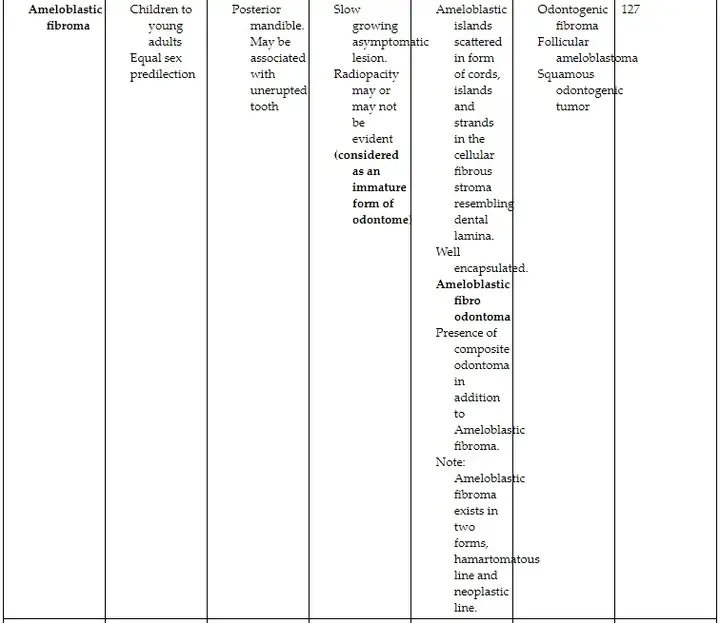 Ameloblastic
fibroma
Children to
young
adults
Equal sex
predilection
Posterior
mandible.
May be
associated
with
unerupted
tooth
Slow
growing
asymptomatic
lesion.
Radiopacity
may or
may not
be
evident
(considered
as an
immature
form of
odontome)
Ameloblastic
islands
scattered
in form
of cords,
islands
and
strands
in the
cellular
fibrous
stroma
resembling
dental
lamina.
Well
encapsulated.
Ameloblastic
fibro
odontoma
Presence of
composite
odontoma
in
addition
to
Ameloblastic
fibroma.
Note:
Ameloblastic
fibroma
exists in
two
forms,
hamartomatous
line and
neoplastic
line.
Odontogenic
fibroma
Follicular
ameloblastoma
Squamous
odontogenic
tumor
127